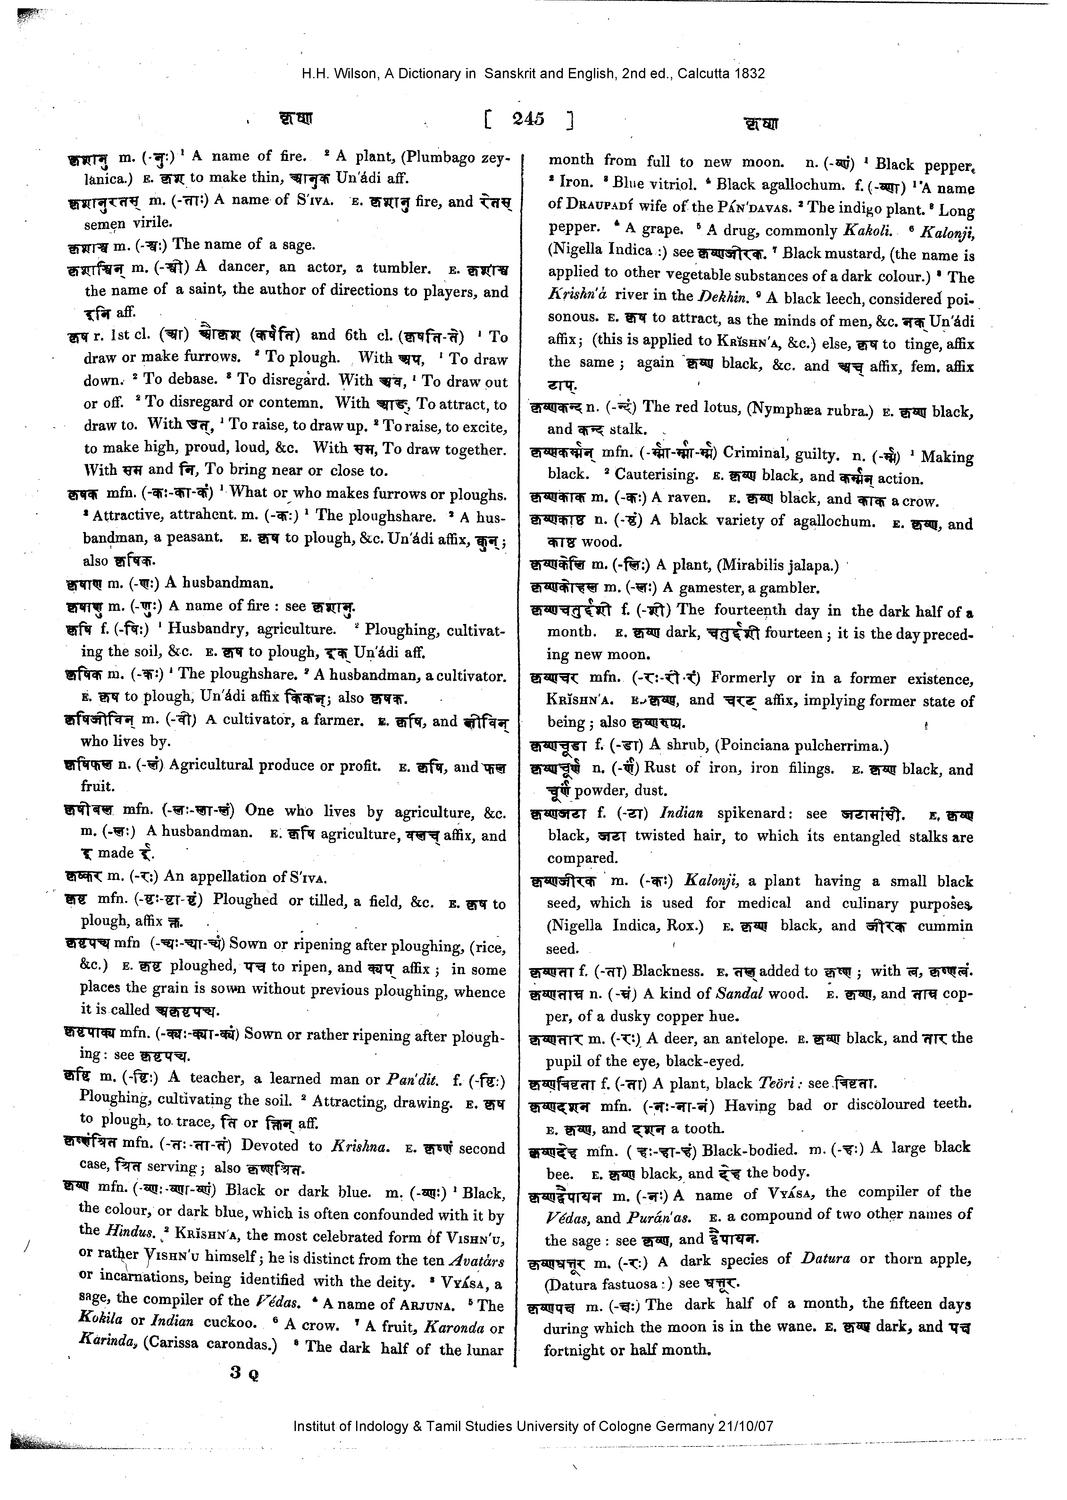 H.H. Wilson, A Dictionary in Sanskrit and English, 2nd ed., Calcutta 1832
कृष्ण
[ 245 ]
कृष्ण
कृशानु m. (-नुः) ¹ A name of fire. ² A plant, (Plumbago zey-
lanica.) E. कृश् to make thin, आनुक Un'ádi aff.
कृशानुरेतस् m. (-ताः) A name of S'IVA. E. कृशानु fire, and रेतस्
semen virile.
कृशाश्व m. (-श्वः) The name of a sage.
कृशाश्विन् m. (-श्वी) A dancer, an actor, a tumbler. E. कृशाश्व
the name of a saint, the author of directions to players, and
इनि aff.
कृष r. 1st cl. (आ) औकृश (कर्षति) and 6th cl. (कृषति-ते) ¹ To
draw or make furrows. ² To plough. With अप, ¹ To draw
down. ² To debase. ³ To disregard. With अव, ¹ To draw out
or off. ² To disregard or contemn. With आङ्, To attract, to
draw to. With उत्, ¹ To raise, to draw up. ² To raise, to excite,
to make high, proud, loud, &c. With सम्, To draw together.
With सम and नि, To bring near or close to.
कृषक mfn. (-कः-का-कं) ¹ What or who makes furrows or ploughs.
² Attractive, attrahent. m. (-कः) ¹ The ploughshare. ² A hus-
bandman, a peasant. E. कृष to plough, &c. Un'ádi affix, क्वुन्;
also कृषिक.
कृषाण m. (-णः) A husbandman.
कृषाणु m. (-णुः) A name of fire : see कृशानु.
कृषि f. (-षिः) ¹ Husbandry, agriculture. ² Ploughing, cultivat-
ing the soil, &c. E. कृष to plough, इक् Un'ádi aff.
कृषिक m. (-कः) ¹ The ploughshare. ² A husbandman, a cultivator.
E. कृष to plough, Un'ádi affix किकन्; also कृषक.
कृषिजीविन् m. (-वी) A cultivator, a farmer. E. कृषि, and जीविन्
who lives by.
कृषिफल n. (-लं) Agricultural produce or profit. E. कृषि, and फल
fruit.
कृषीवल mfn. (-लः-ला-लं) One who lives by agriculture, &c.
m. (-लः) A husbandman. E. कृषि agriculture, वलच् affix, and
इ made ई.
कृष्कर m. (-रः) An appellation of S'IVA.
कृष्ट mfn. (-ष्टः-ष्टा-ष्टं) Ploughed or tilled, a field, &c. E. कृष to
plough, affix क्त.
कृष्टपच्य mfn (-च्यः-च्या-च्यं) Sown or ripening after ploughing, (rice,
&c.) E. कृष्ट ploughed, पच to ripen, and क्यप् affix ; in some
places the grain is sown without previous ploughing, whence
it is called अकृष्टपच्य.
कृष्टपाक्य mfn. (-क्यः-क्या-क्यं) Sown or rather ripening after plough-
ing : see कृष्टपच्य.
कृष्टि m. (-ष्टिः) A teacher, a learned man or Pan'dit. f. (-ष्टिः)
Ploughing, cultivating the soil. ² Attracting, drawing. E. कृष
to plough, to trace, ति or क्तिन् aff.
कृष्णंश्रित mfn. (-तः-ता-तं) Devoted to Krishna. E. कृष्णं second
case, श्रित serving ; also कृष्णश्रित.
कृष्ण mfn. (-ष्णः-ष्णा-ष्णं) Black or dark blue. m. (-ष्णः) ¹ Black,
the colour, or dark blue, which is often confounded with it by
the Hindus. ² KRĬSHN'A, the most celebrated form of VISHN'U,
or rather VISHN'U himself ; he is distinct from the ten Avatárs
or incarnations, being identified with the deity. ³ VYÁSA, a
sage, the compiler of the Védas. ⁴ A name of ARJUNA. ⁵ The
Kokila or Indian cuckoo. ⁶ A crow. ⁷ A fruit, Karonda or
Karinda, (Carissa carondas.) ⁸ The dark half of the lunar
3 Q
month from full to new moon. n. (-ष्णं) ¹ Black pepper,
² Iron. ³ Blue vitriol. ⁴ Black agallochum. f. (-ष्णा) ¹ A name
of DRAUPADÍ wife of the PÁN'DAVAS. ² The indigo plant. ³ Long
pepper. ⁴ A grape. ⁵ A drug, commonly Kakoli. ⁶ Kalonji,
(Nigella Indica :) see कृष्णजीरक. ⁷ Black mustard, (the name is
applied to other vegetable substances of a dark colour.) ⁸ The
Krishn'á river in the Dekhin. ⁹ A black leech, considered poi-
sonous. E. कृष to attract, as the minds of men, &c. नक् Un'ádi
affix; (this is applied to KRĬSHN'A, &c.) else, कृष to tinge, affix
the same ; again कृष्ण black, &c. and अच् affix, fem. affix
टाप्.
कृष्णकन्द n. (-न्दं) The red lotus, (Nymphæa rubra.) E. कृष्ण black,
and कन्द stalk.
कृष्णकर्म्मन् mfn. (-र्म्मा-र्म्मा-र्म्म) Criminal, guilty. n. (-र्म्म) ¹ Making
black. ² Cauterising. E. कृष्ण black, and कर्म्मन् action.
कृष्णकाक m. (-कः) A raven. E. कृष्ण black, and काक a crow.
कृष्णकाष्ठ n. (-ष्ठं) A black variety of agallochum. E. कृष्ण, and
काष्ठ wood.
कृष्णकेलि m. (-लिः) A plant, (Mirabilis jalapa.)
कृष्णकोहल m. (-लः) A gamester, a gambler.
कृष्णचतुर्द्दशी f. (-शी) The fourteenth day in the dark half of a
month. E. कृष्ण dark, चतुर्द्दशी fourteen ; it is the day preced-
ing new moon.
कृष्णचर mfn. (-रः-री-रं) Formerly or in a former existence,
KRĬSHN'A. E. कृष्ण, and चरट् affix, implying former state of
being ; also कृष्णरूप्य.
कृष्णचूडा f. (-डा) A shrub, (Poinciana pulcherrima.)
कृष्णचूर्ण n. (-र्णं) Rust of iron, iron filings. E. कृष्ण black, and
चूर्ण powder, dust.
कृष्णजटा f. (-टा) Indian spikenard : see जटामांसी. E. कृष्ण
black, जटा twisted hair, to which its entangled stalks are
compared.
कृष्णजीरक m. (-कः) Kalonji, a plant having a small black
seed, which is used for medical and culinary purposes,
(Nigella Indica, Rox.) E. कृष्ण black, and जीरक cummin
seed.
कृष्णता f. (-ता) Blackness. E. तल् added to कृष्ण ; with त्व, कृष्णत्वं.
कृष्णताम्र n. (-म्रं) A kind of Sandal wood. E. कृष्ण, and ताम्र cop-
per, of a dusky copper hue.
कृष्णतार m. (-रः) A deer, an antelope. E. कृष्ण black, and तार the
pupil of the eye, black-eyed.
कृष्णत्रिवृता f. (-ता) A plant, black Teöri : see त्रिवृता.
कृष्णदशन mfn. (-नः-ना-नं) Having bad or discoloured teeth.
E. कृष्ण, and दशन a tooth.
कृष्णदेह mfn. ( हः-हा-हं) Black-bodied. m. (-हः) A large black
bee. E. कृष्ण black, and देह the body.
कृष्णद्वैपायन m. (-नः) A name of VYÁSA, the compiler of the
Védas, and Purán'as. E. a compound of two other names of
the sage : see कृष्ण, and द्वैपायन.
कृष्णधत्तूर m. (-रः) A dark species of Datura or thorn apple,
(Datura fastuosa :) see धत्तूर.
कृष्णपक्ष m. (-क्षः) The dark half of a month, the fifteen days
during which the moon is in the wane. E. कृष्ण dark, and पक्ष
fortnight or half month.
Institut of Indology & Tamil Studies University of Cologne Germany 21/10/07